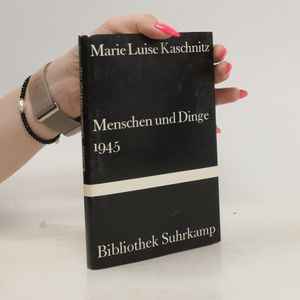 Marie Luise Kaschnitz
Menschen und Dinge
1945
Bibliothek Suhrkamp